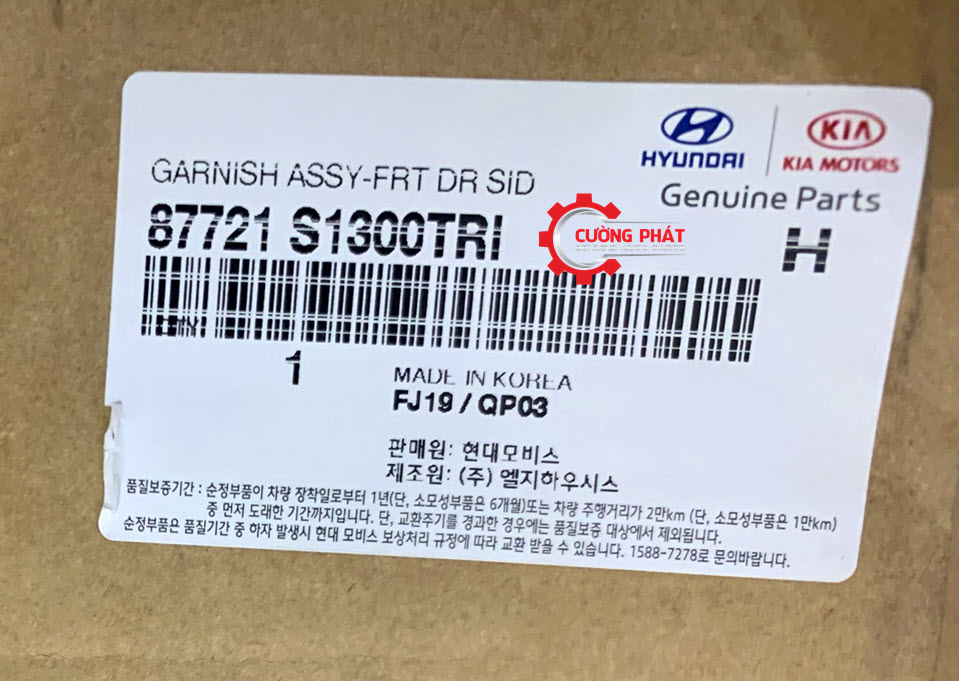 HYUNDAI
KIA
KIA MOTORS
Genuine Parts
GARNISH ASSY-FRT DR SID
87721 S1300TRI
H
CƯỜNG PHÁT
1
MADE IN KOREA
FJ19 / QP03
판매원: 현대모비스
제조원: (주) 엘지하우시스
품질보증기간 : 순정부품이 차량 장착일로부터 1년(단, 소모성부품은 6개월)또는 차량 주행거리가 2만km (단, 소모성부품은 1만km)
중 먼저 도래한 기간까지입니다. 단, 교환주기를 경과한 경우에는 품질보증 대상에서 제외됩니다.
순정부품은 품질기간 중 하자 발생시 현대 모비스 보상처리 규정에 따라 교환 받을 수 있습니다. 1588-7278로 문의바랍니다.